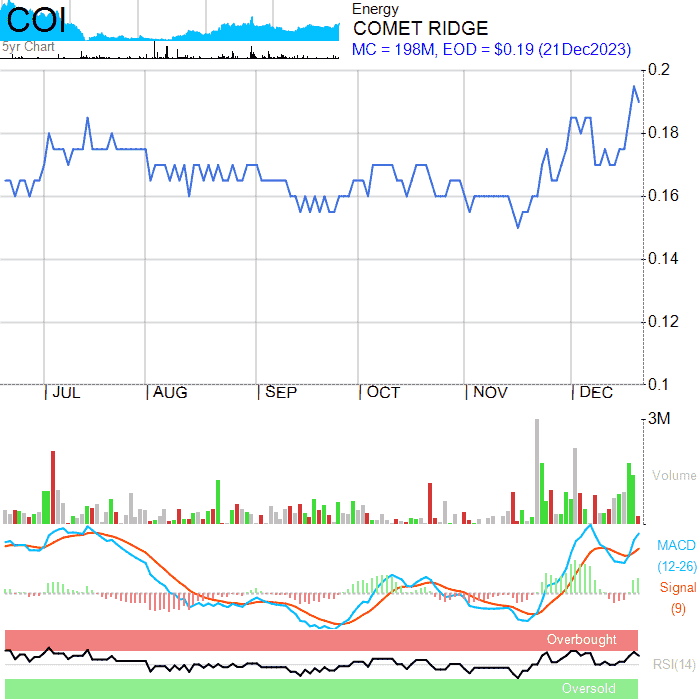 COI
5yr Chart
Energy
COMET RIDGE
MC = 198M, EOD = $0.19 (21Dec2023)
0.2
0.18
0.16
0.14
0.12
0.1
JUL AUG SEP OCT NOV DEC
3M
Volume
MACD
(12-26)
Signal
(9)
Overbought
RSI(14)
Oversold